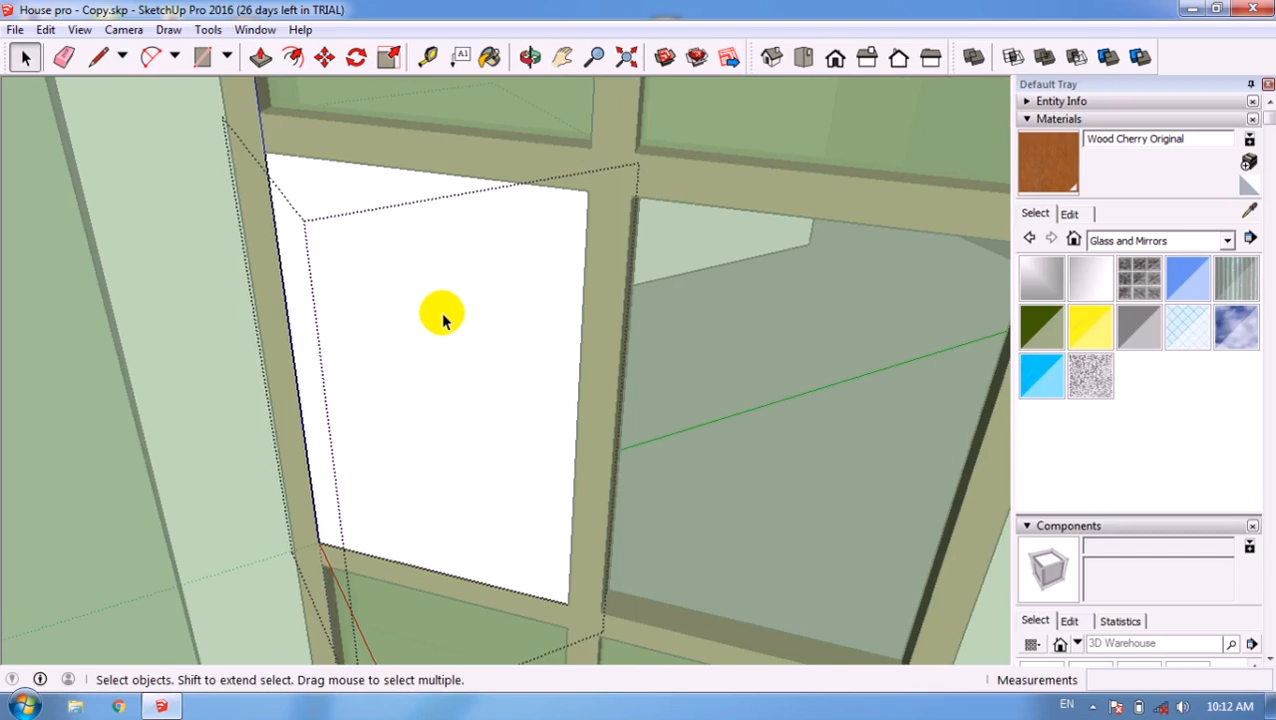 House pro - Copy.skp - SketchUp Pro 2016 (26 days left in TRIAL)
File Edit View Camera Draw Tools Window Help
Default Tray
Entity Info
Materials
Wood Cherry Original
Select Edit
Glass and Mirrors
Components
Select Edit Statistics
3D Warehouse
Select objects. Shift to extend select. Drag mouse to select multiple.
Measurements
EN
10:12 AM